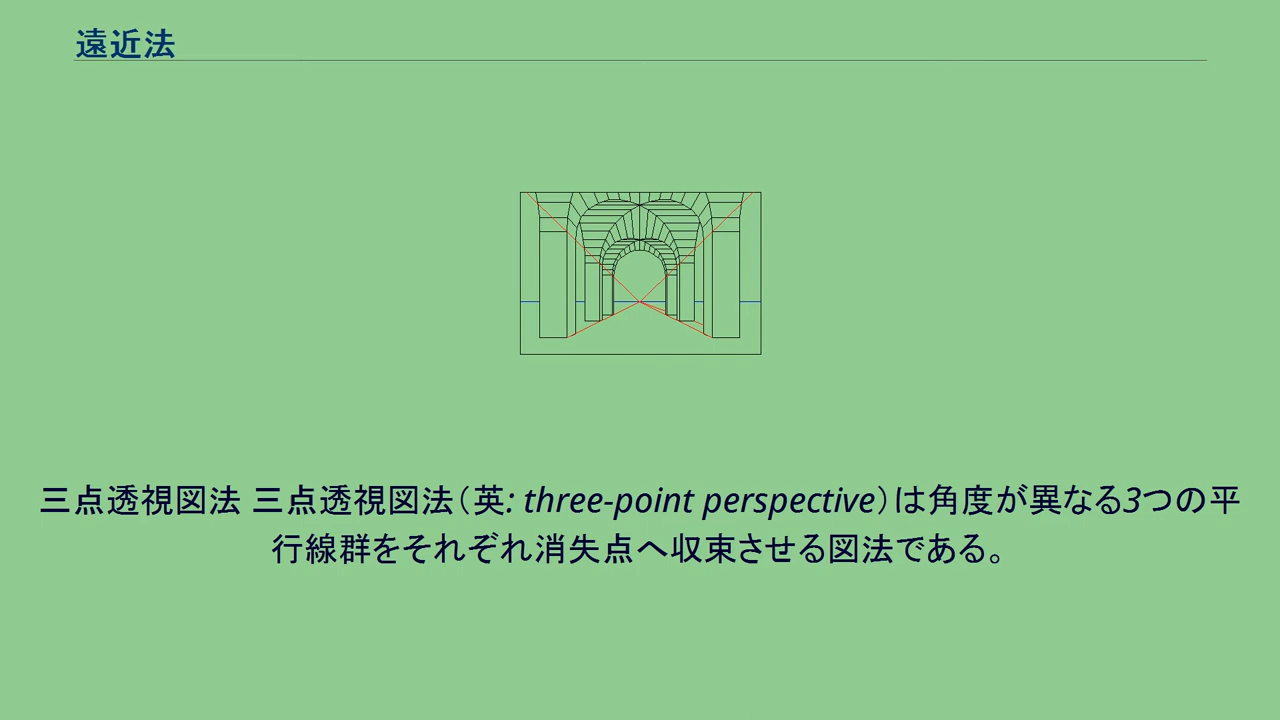 遠近法
三点透視図法 三点透視図法（英: three-point perspective）は角度が異なる3つの平
行線群をそれぞれ消失点へ収束させる図法である。